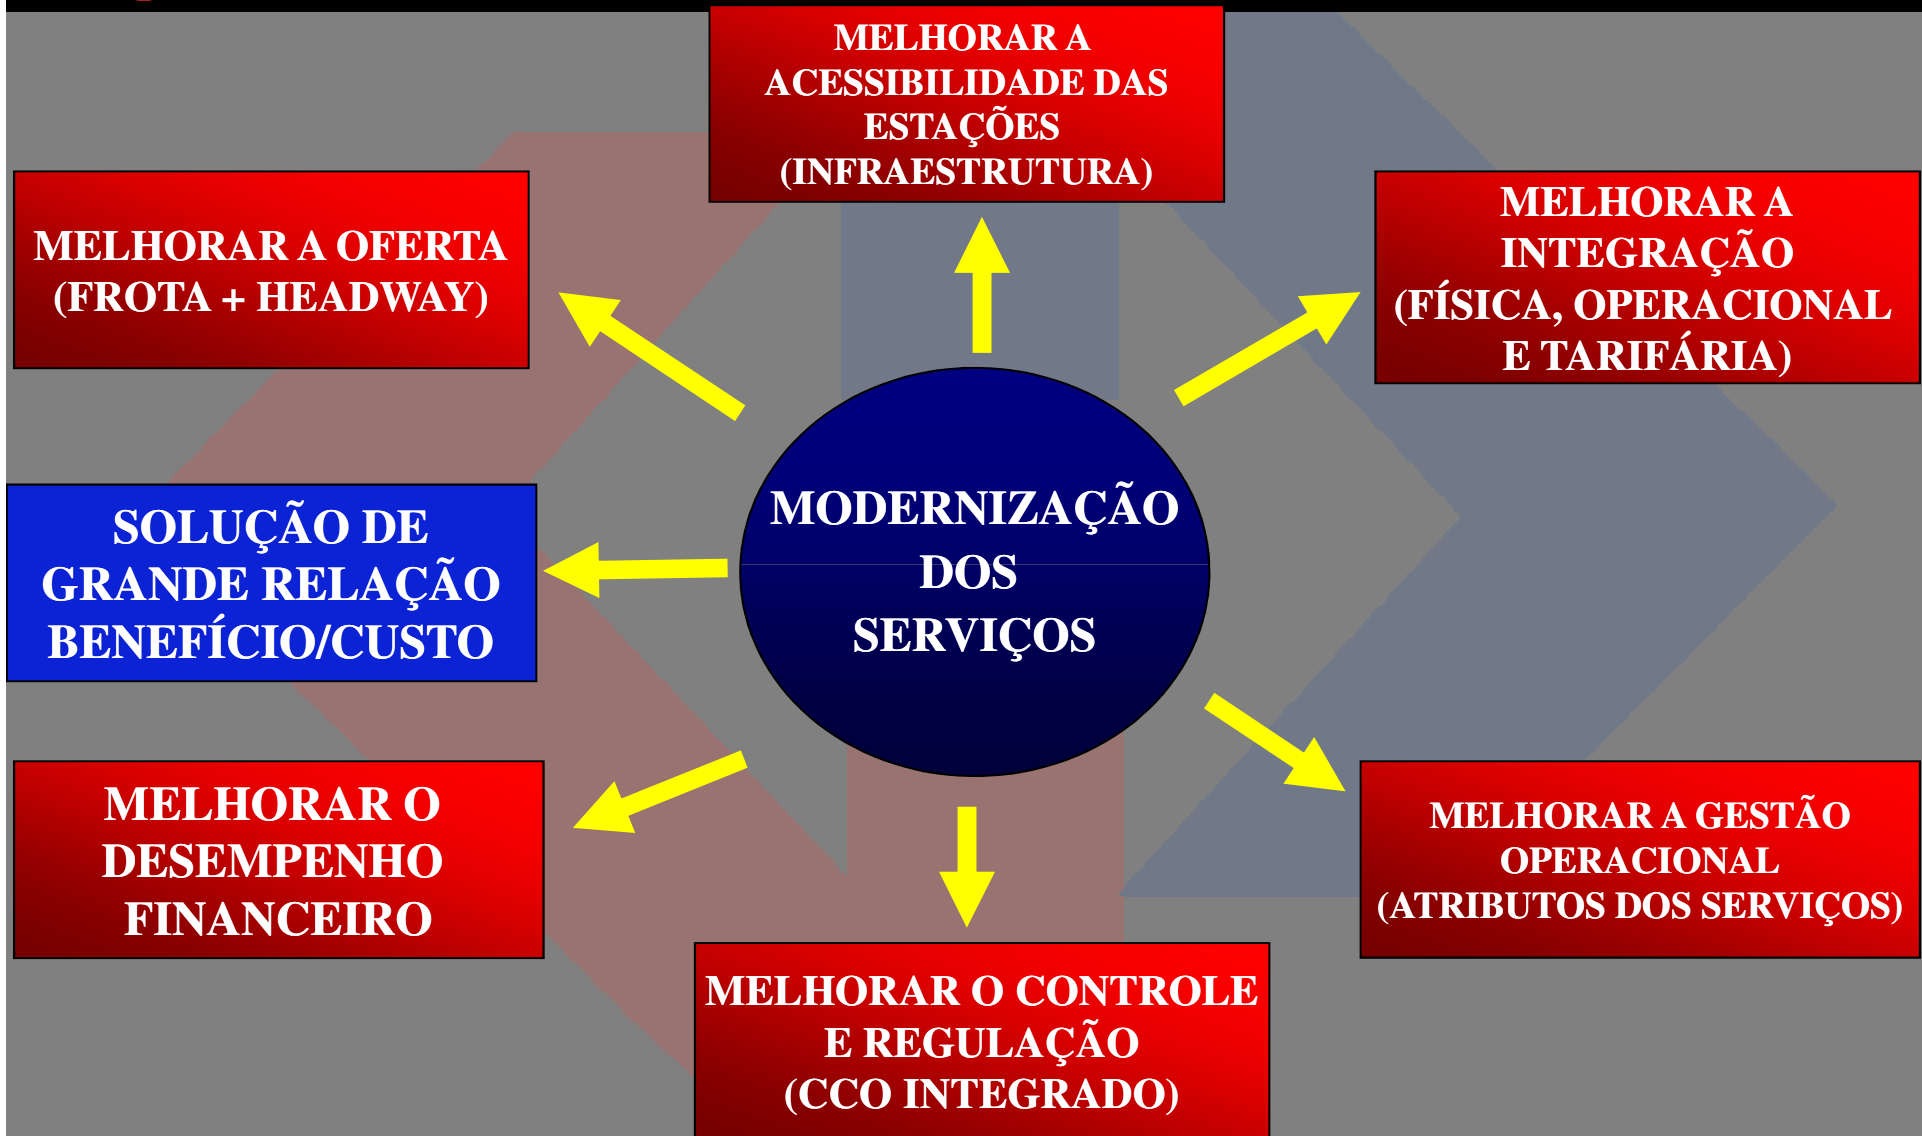 MELHORAR A
ACESSIBILIDADE DAS
ESTAÇÕES
(INFRAESTRUTURA)
MELHORAR A OFERTA
(FROTA + HEADWAY)
MELHORAR A
INTEGRAÇÃO
(FÍSICA, OPERACIONAL
E TARIFÁRIA)
SOLUÇÃO DE
GRANDE RELAÇÃO
BENEFÍCIO/CUSTO
MODERNIZAÇÃO
DOS
SERVIÇOS
MELHORAR O
DESEMPENHO
FINANCEIRO
MELHORAR A GESTÃO
OPERACIONAL
(ATRIBUTOS DOS SERVIÇOS)
MELHORAR O CONTROLE
E REGULAÇÃO
(CCO INTEGRADO)